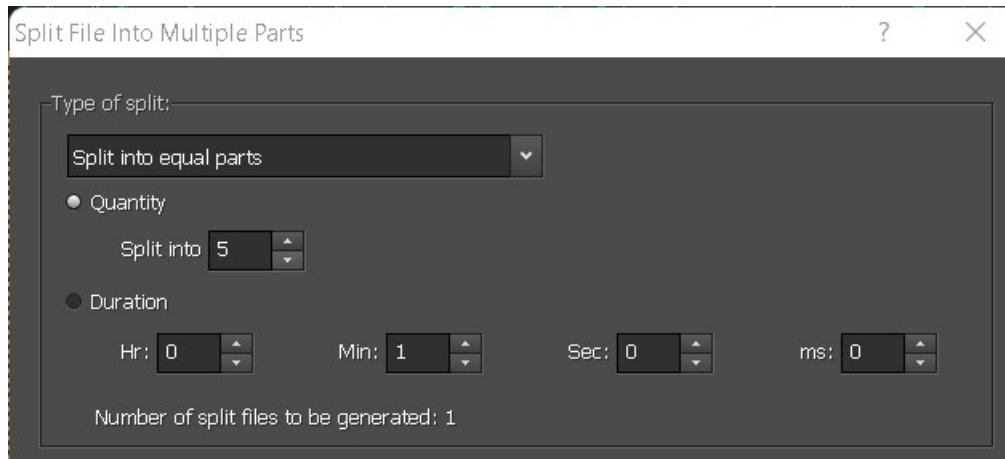 Split File Into Multiple Parts ?
Type of split:
Split into equal parts
Quantity
Split into 5
Duration
Hr: 0 Min: 1 Sec: 0 ms: 0
Number of split files to be generated: 1